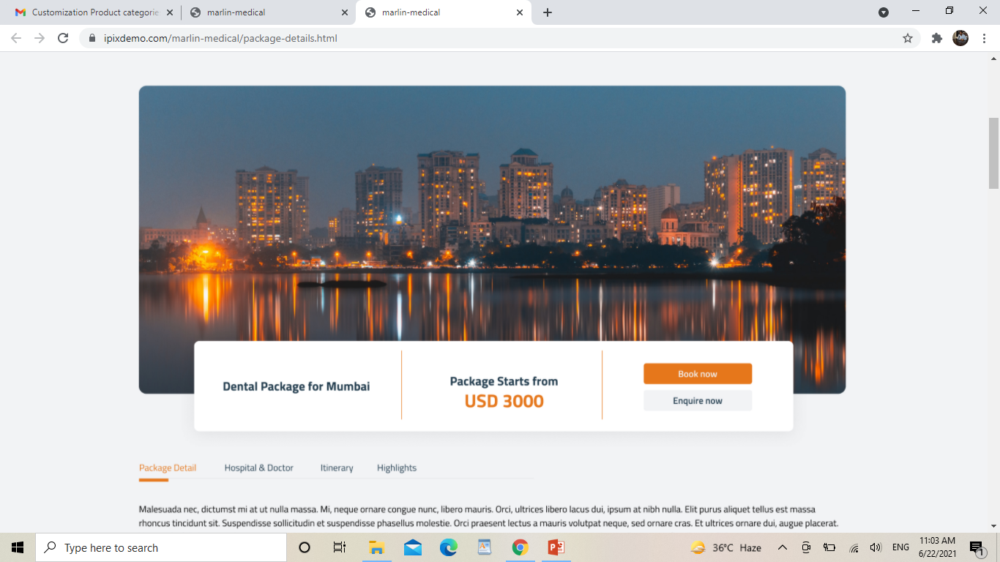 Customization Product categorie
marlin-medical
marlin-medical
ipixdemo.com/marlin-medical/package-details.html
Dental Package for Mumbai
Package Starts from
USD 3000
Book now
Enquire now
Package Detail
Hospital & Doctor
Itinerary
Highlights
Malesuada nec, dictumst mi at ut nulla massa. Mi, neque ornare congue nunc, libero mauris. Orci, ultrices libero lacus dui, ipsum at nibh nulla. Elit purus aliquet tellus est massa
rhoncus tincidunt sit. Suspendisse sollicitudin et suspendisse phasellus molestie. Orci praesent lectus a mauris volutpat neque, sed ornare cras. Et ultrices ornare dui, augue placerat.
Type here to search
36°C Haze
ENG
11:03 AM
6/22/2021
1